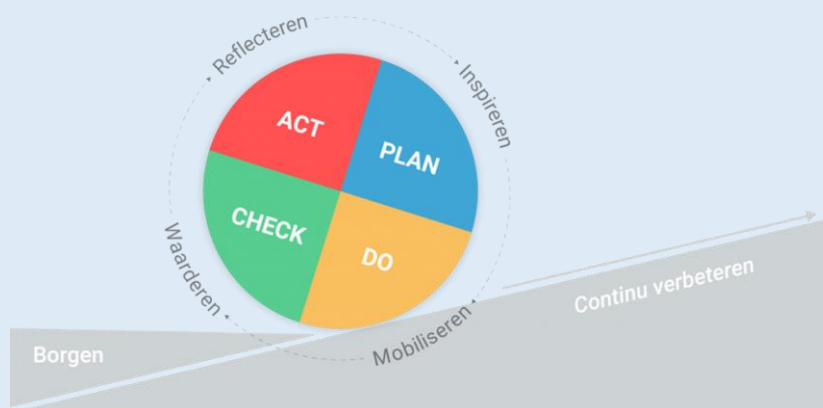 Reflecteren
Inspireren
ACT
PLAN
CHECK
DO
Waarderen
Mobiliseren
Continu verbeteren
Borgen